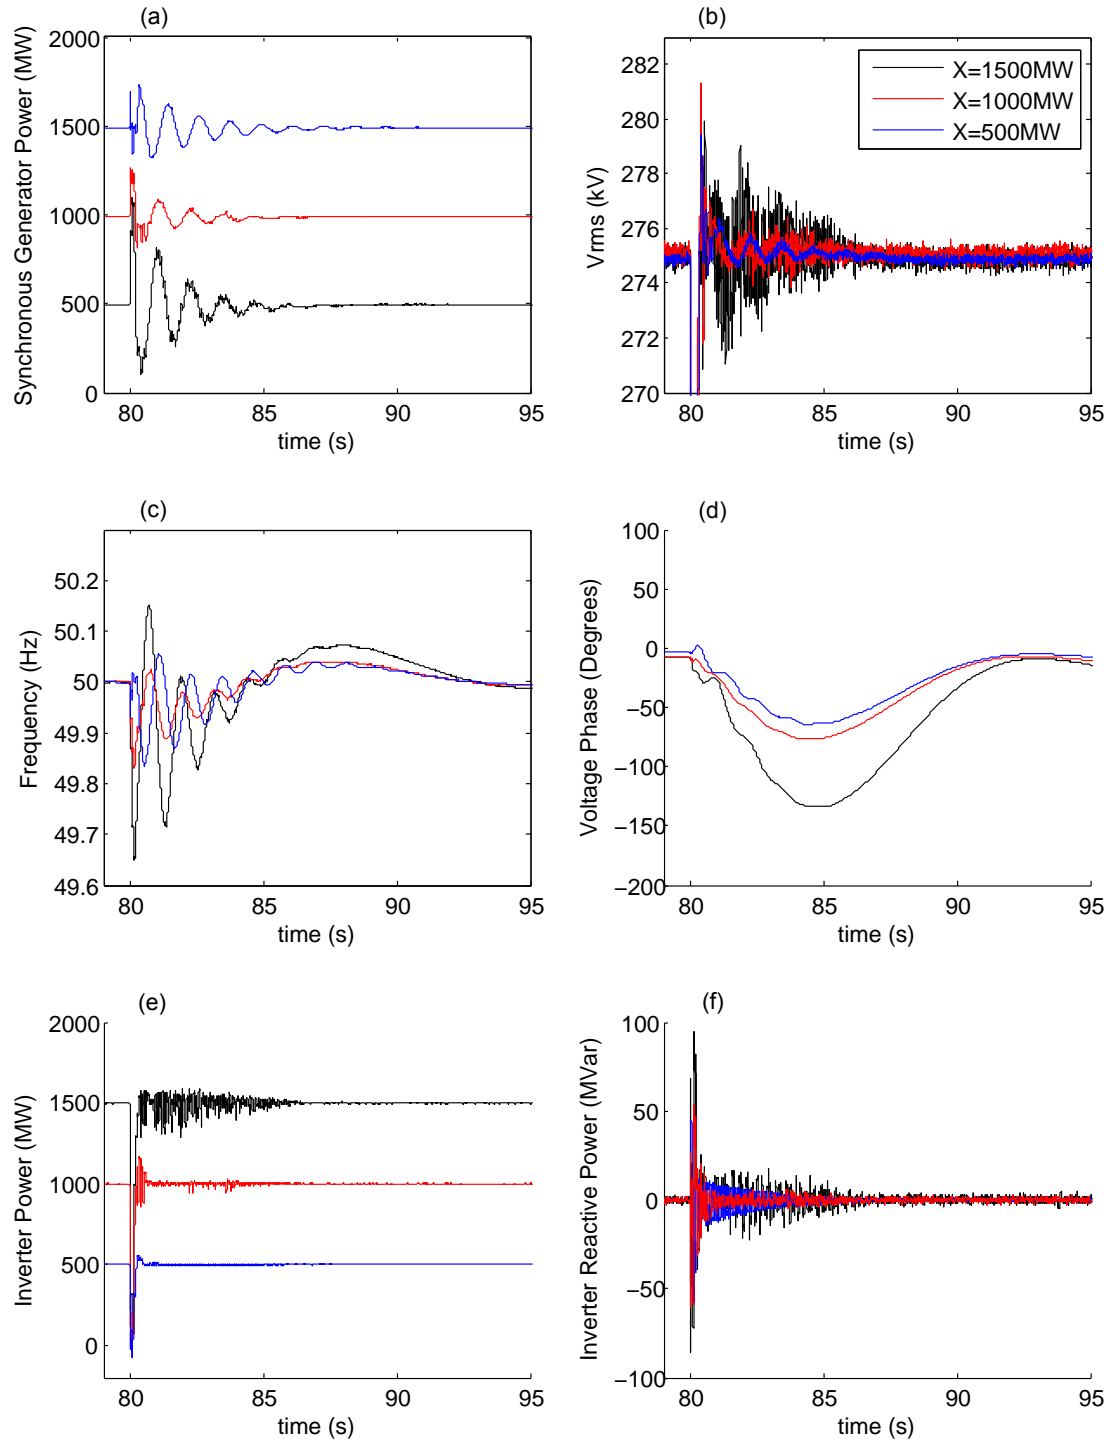 (a)
Synchronous Generator Power (MW)
2000
1500
1000
500
0
80
85
90
95
time (s)
(b)
Vrms (kV)
282
280
278
276
274
272
270
X=1500MW
X=1000MW
X=500MW
80
85
90
95
time (s)
(c)
Frequency (Hz)
50.2
50.1
50
49.9
49.8
49.7
49.6
80
85
90
95
time (s)
(d)
Voltage Phase (Degrees)
100
50
0
−50
−100
−150
−200
80
85
90
95
time (s)
(e)
Inverter Power (MW)
2000
1500
1000
500
0
80
85
90
95
time (s)
(f)
Inverter Reactive Power (MVar)
100
50
0
−50
−100
80
85
90
95
time (s)